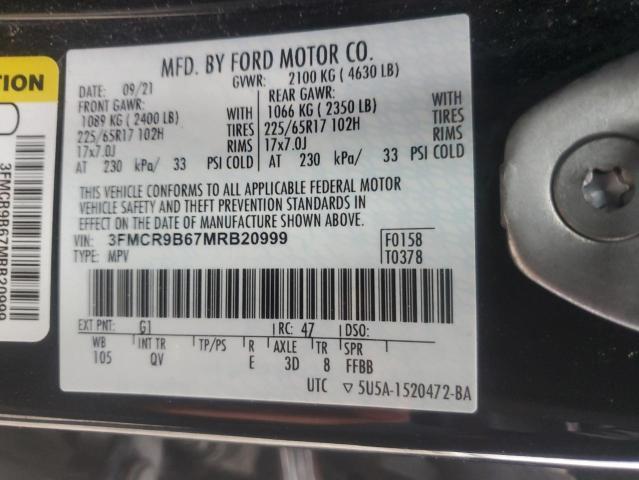 MFD. BY FORD MOTOR CO.
DATE: 09/21 GVWR: 2100 KG ( 4630 LB)
FRONT GAWR: REAR GAWR:
1089 KG ( 2400 LB) WITH 1066 KG ( 2350 LB) WITH
225/65R17 102H TIRES 225/65R17 102H TIRES
17x7.0J RIMS 17x7.0J RIMS
AT 230 kPa/ 33 PSI COLD AT 230 kPa/ 33 PSI COLD
THIS VEHICLE CONFORMS TO ALL APPLICABLE FEDERAL MOTOR
VEHICLE SAFETY AND THEFT PREVENTION STANDARDS IN
EFFECT ON THE DATE OF MANUFACTURE SHOWN ABOVE.
VIN: 3FMCR9B67MRB20999 F0158
TYPE: MPV T0378
EXT PNT: G1 RC: 47 DSO:
WB INT TR TP/PS R AXLE TR SPR
105 QV E 3D 8 FFBB
UTC ▽5U5A-1520472-BA
TION
3FMCR9B67MRB20999